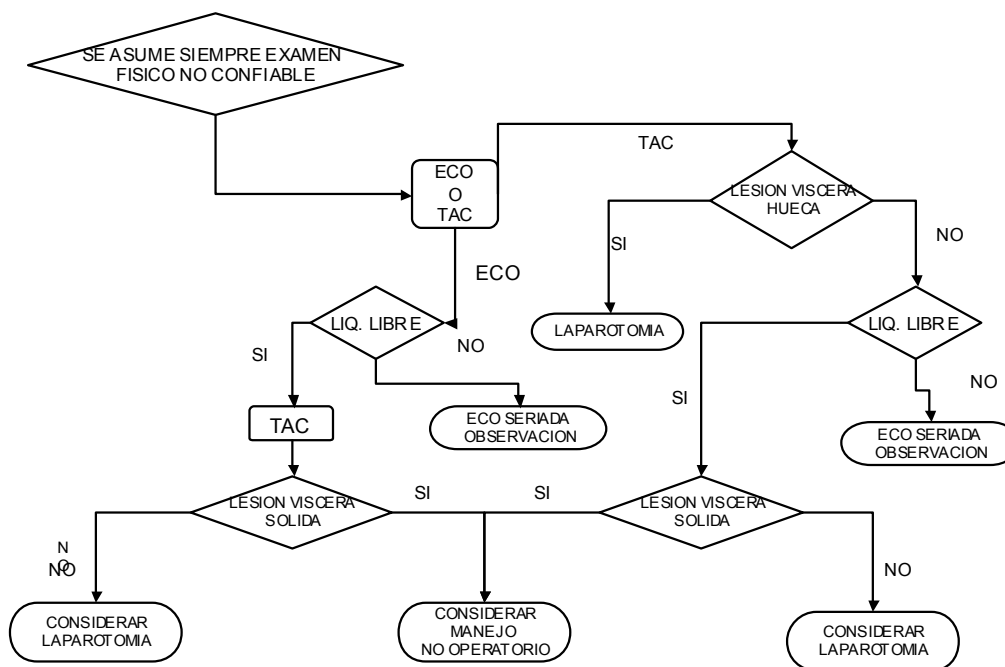 SE ASUME SIEMPRE EXAMEN
FISICO NO CONFIABLE
TAC
ECO
O
TAC
LESION VISCERA
HUECA
SI
NO
ECO
LIQ. LIBRE
NO
LAPAROTOMIA
LIQ. LIBRE
SI
SI
NO
TAC
ECO SERIADA
OBSERVACION
ECO SERIADA
OBSERVACION
LESION VISCERA
SOLIDA
SI
SI
LESION VISCERA
SOLIDA
NO
NO
NO
CONSIDERAR
LAPAROTOMIA
CONSIDERAR
MANEJO
NO OPERATORIO
CONSIDERAR
LAPAROTOMIA